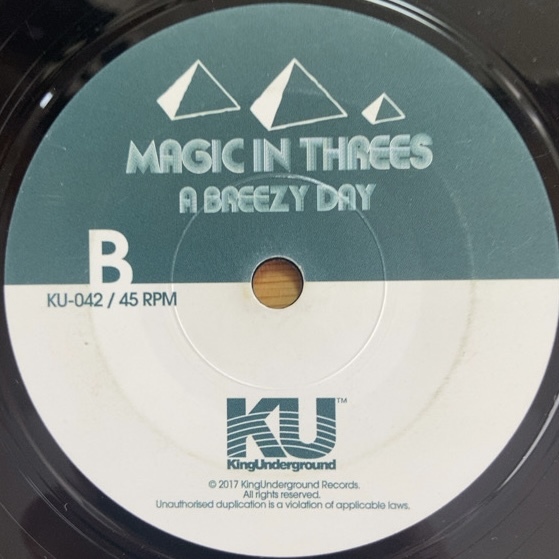 MAGIC IN THREES
A BREEZY DAY
B
KU-042 / 45 RPM
KU™
KingUnderground
© 2017 KingUnderground Records.
All rights reserved.
Unauthorised duplication is a violation of applicable laws.